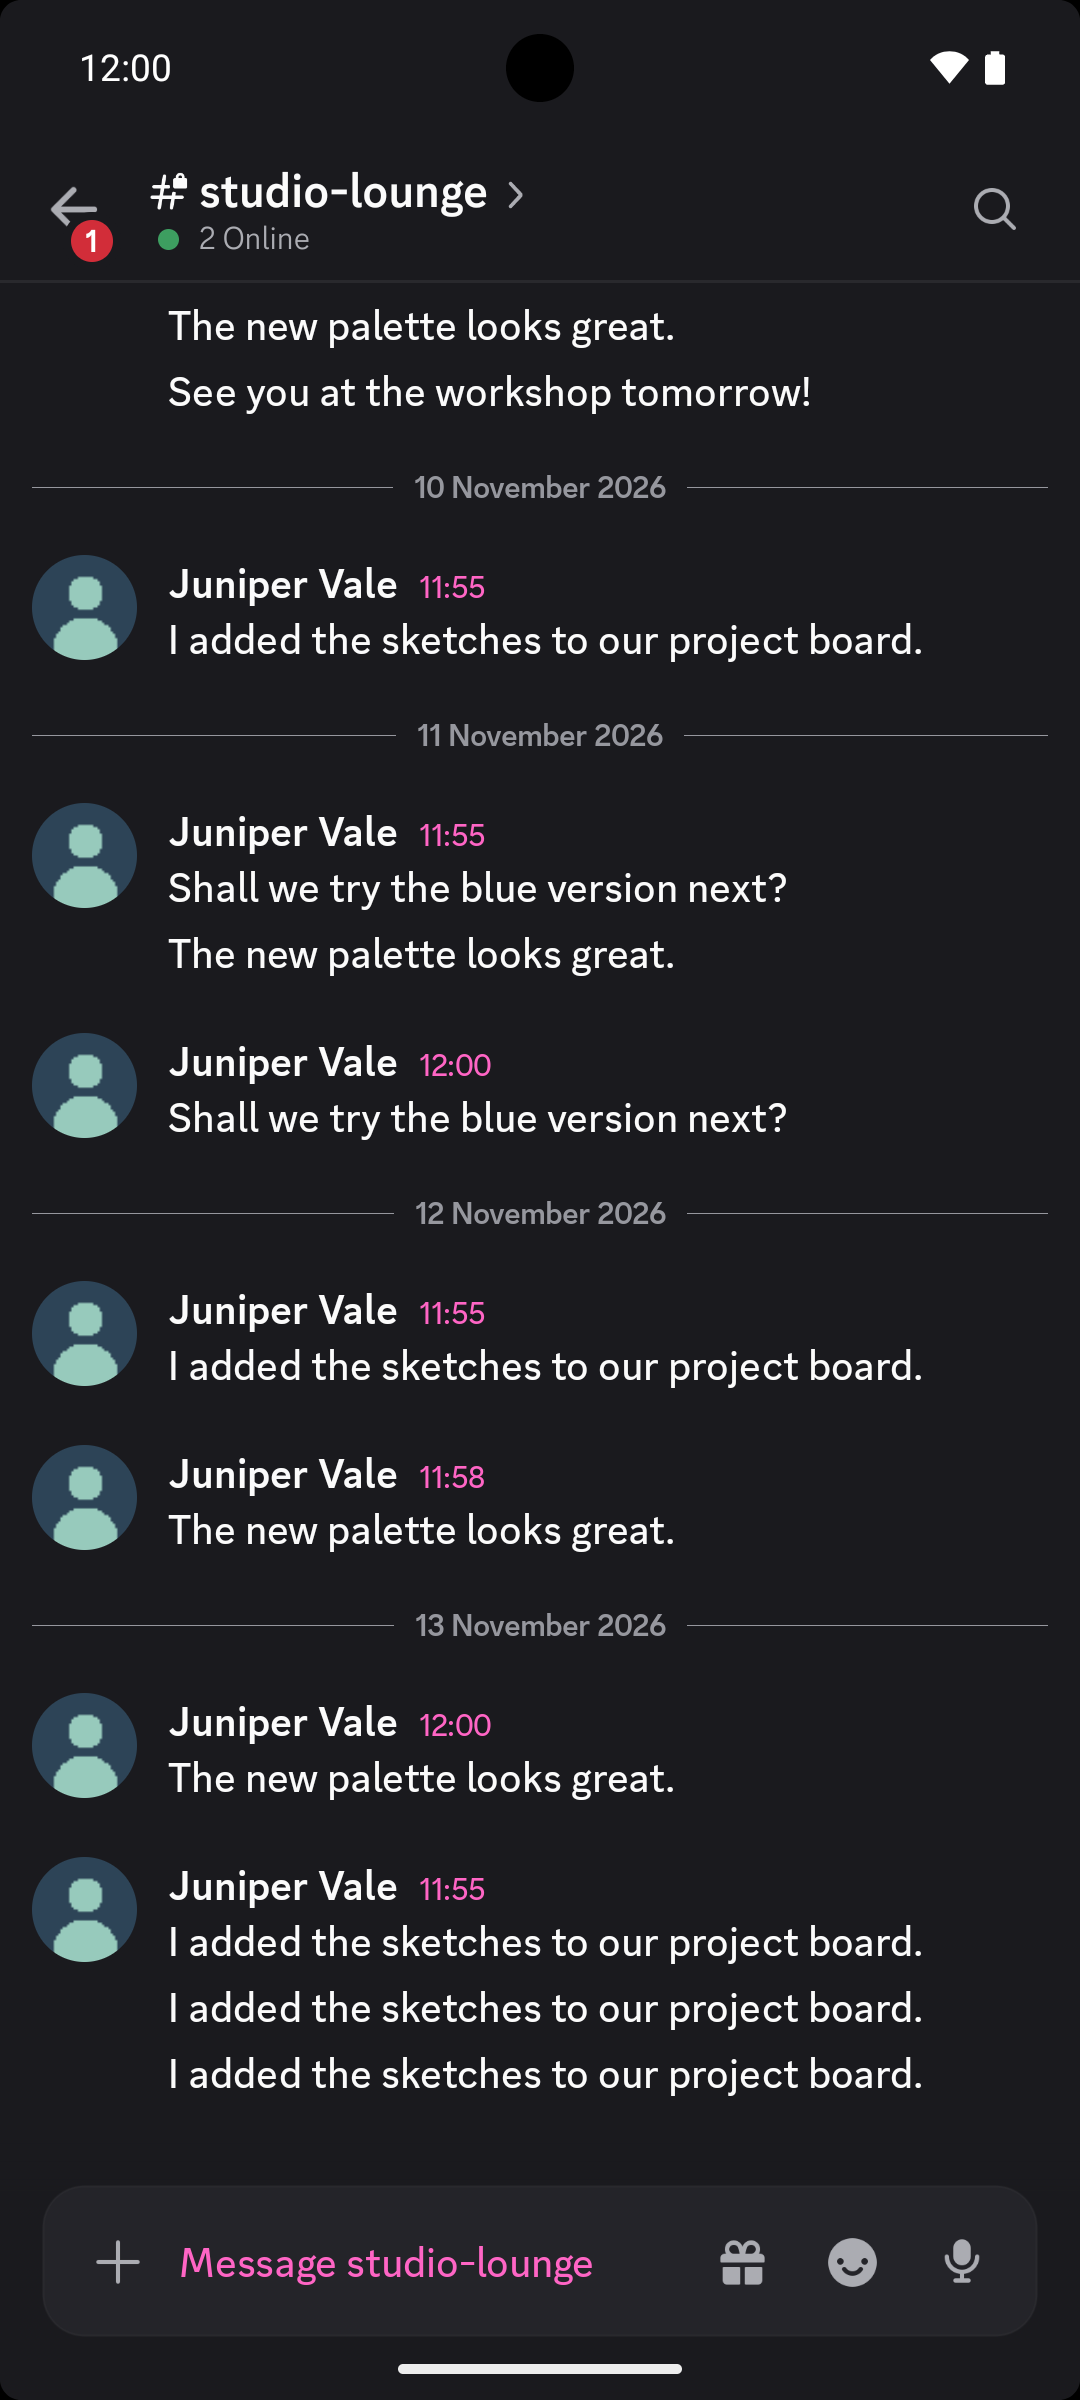 12:00
studio-lounge
1
2 Online
The new palette looks great.
See you at the workshop tomorrow!
10 November 2026
Juniper Vale 11:55
I added the sketches to our project board.
11 November 2026
Juniper Vale 11:55
Shall we try the blue version next?
The new palette looks great.
Juniper Vale 12:00
Shall we try the blue version next?
12 November 2026
Juniper Vale 11:55
I added the sketches to our project board.
Juniper Vale 11:58
The new palette looks great.
13 November 2026
Juniper Vale 12:00
The new palette looks great.
Juniper Vale 11:55
I added the sketches to our project board.
I added the sketches to our project board.
I added the sketches to our project board.
Message studio-lounge